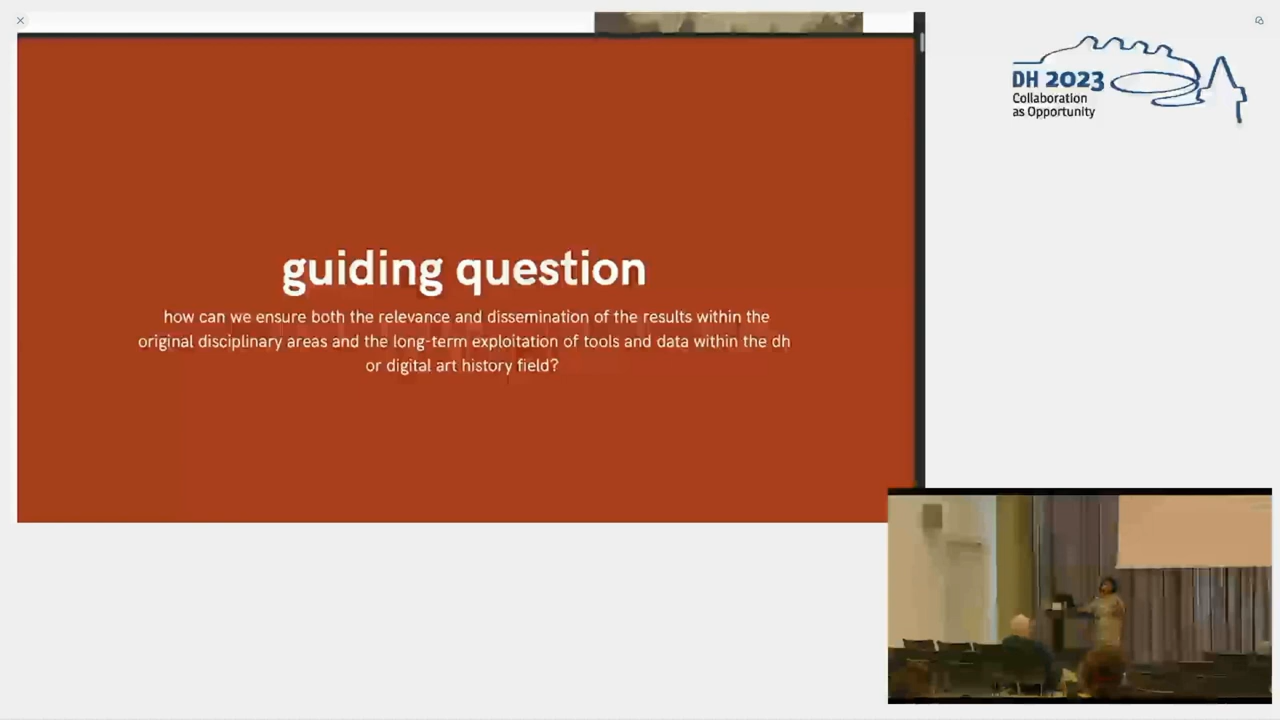 DH 2023
Collaboration
as Opportunity
guiding question
how can we ensure both the relevance and dissemination of the results within the
original disciplinary areas and the long-term exploitation of tools and data within the dh
or digital art history field?